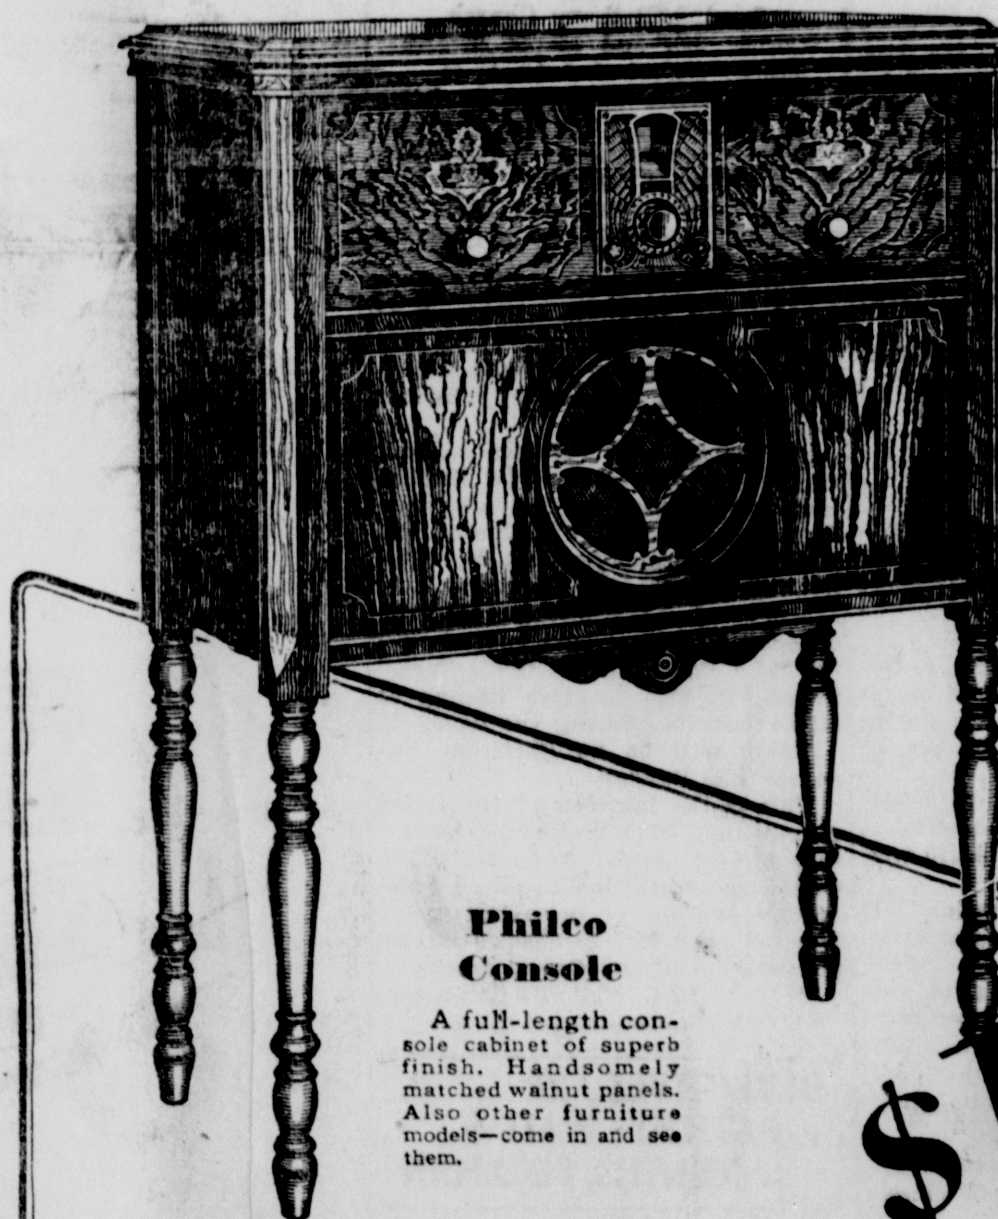 Philco
Console
A full-length con-
sole cabinet of superb
finish. Handsomely
matched walnut panels.
Also other furniture
models—come in and see
them.
$